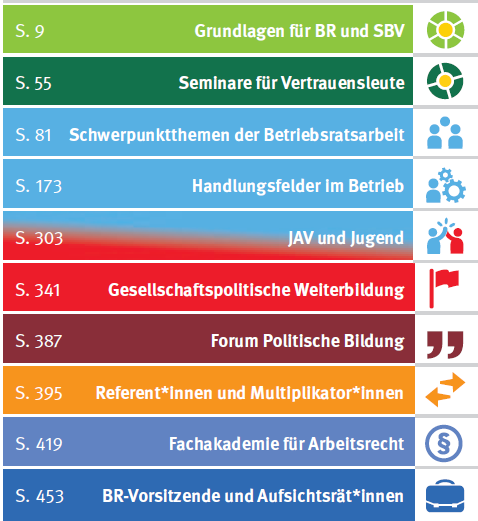 S. 9 Grundlagen für BR und SBV
S. 55 Seminare für Vertrauensleute
S. 81 Schwerpunktthemen der Betriebsratsarbeit
S. 173 Handlungsfelder im Betrieb
S. 303 JAV und Jugend
S. 341 Gesellschaftspolitische Weiterbildung
S. 387 Forum Politische Bildung
S. 395 Referent*innen und Multiplikator*innen
S. 419 Fachakademie für Arbeitsrecht §
S. 453 BR-Vorsitzende und Aufsichtsrät*innen